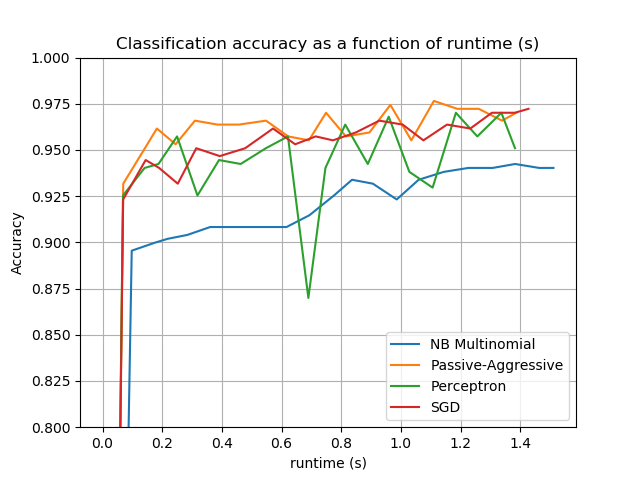 Classification accuracy as a function of runtime (s)
1.000
0.975
0.950
0.925
0.900
0.875
0.850
0.825
0.800
Accuracy
NB Multinomial
Passive-Aggressive
Perceptron
SGD
0.0 0.2 0.4 0.6 0.8 1.0 1.2 1.4
runtime (s)